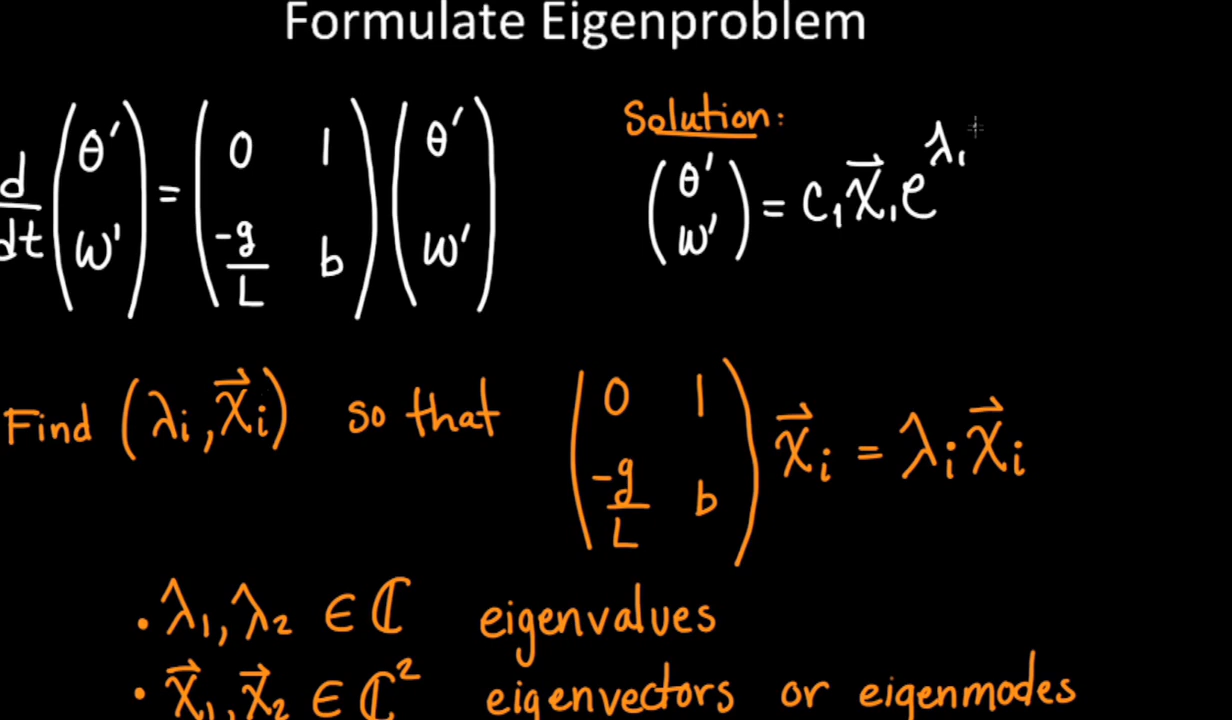 Formulate Eigenproblem
d/dt (θ' ω') = (0 1 -g/L b) (θ' ω')
Solution:
(θ' ω') = c₁x⃗₁e^λ₁
Find (λᵢ, x⃗ᵢ) so that (0 1 -g/L b) x⃗ᵢ = λᵢx⃗ᵢ
• λ₁, λ₂ ∈ ℂ eigenvalues
• x⃗₁, x⃗₂ ∈ ℂ² eigenvectors or eigenmodes